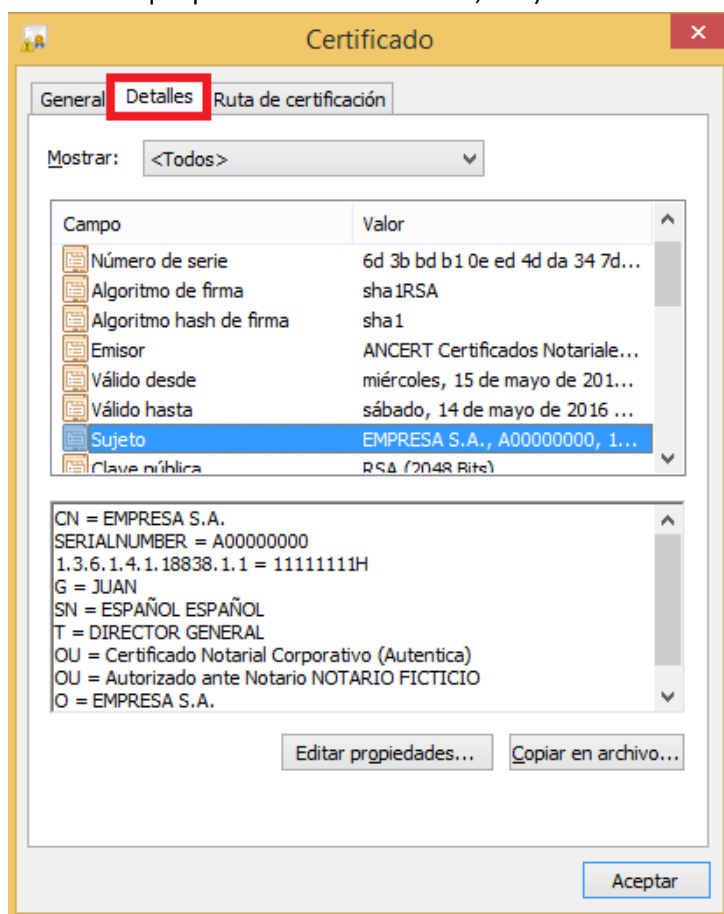 Certificado
General Detalles Ruta de certificación
Mostrar: <Todos>
Campo Valor
Número de serie 6d 3b bd b1 0e ed 4d da 34 7d...
Algoritmo de firma sha1RSA
Algoritmo hash de firma sha1
Emisor ANCERT Certificados Notariale...
Válido desde miércoles, 15 de mayo de 201...
Válido hasta sábado, 14 de mayo de 2016 ...
Sujeto EMPRESA S.A., A00000000, 1...
Clave pública RSA (2048 Bits)
CN = EMPRESA S.A.
SERIALNUMBER = A00000000
1.3.6.1.4.1.18838.1.1 = 11111111H
G = JUAN
SN = ESPAÑOL ESPAÑOL
T = DIRECTOR GENERAL
OU = Certificado Notarial Corporativo (Autentica)
OU = Autorizado ante Notario NOTARIO FICTICIO
O = EMPRESA S.A.
Editar propiedades... Copiar en archivo...
Aceptar